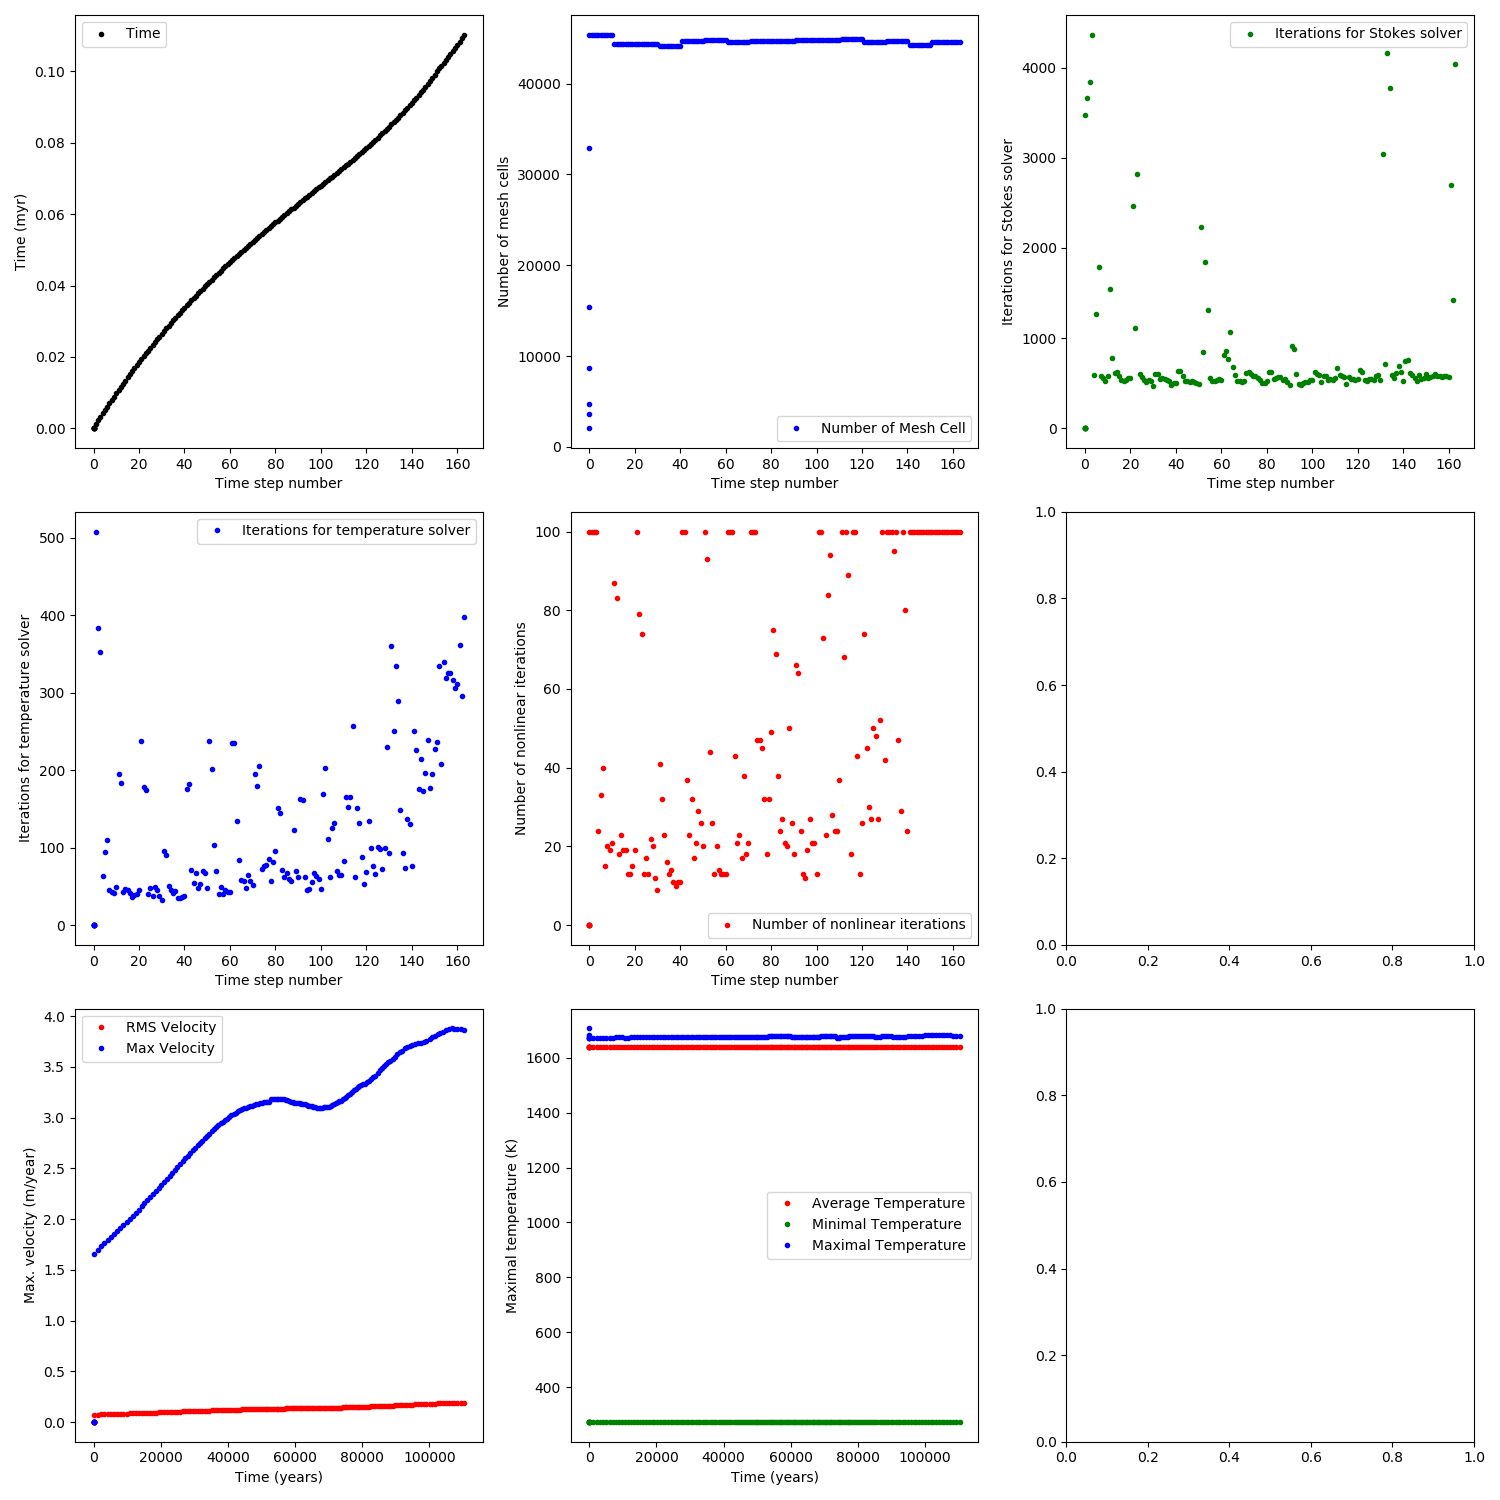 Time
0.10
0.08
0.06
0.04
0.02
0.00
Time (myr)
0 20 40 60 80 100 120 140 160
Time step number
40000
30000
20000
10000
0
Number of mesh cells
Number of Mesh Cell
0 20 40 60 80 100 120 140 160
Time step number
Iterations for Stokes solver
4000
3000
2000
1000
0
Iterations for Stokes solver
0 20 40 60 80 100 120 140 160
Time step number
Iterations for temperature solver
500
400
300
200
100
0
Iterations for temperature solver
0 20 40 60 80 100 120 140 160
Time step number
100
80
60
40
20
0
Number of nonlinear iterations
Number of nonlinear iterations
0 20 40 60 80 100 120 140 160
Time step number
1.0
0.8
0.6
0.4
0.2
0.0
0.0 0.2 0.4 0.6 0.8 1.0
RMS Velocity
Max Velocity
4.0
3.5
3.0
2.5
2.0
1.5
1.0
0.5
0.0
Max. velocity (m/year)
0 20000 40000 60000 80000 100000
Time (years)
1600
1400
1200
1000
800
600
400
Maximal temperature (K)
Average Temperature
Minimal Temperature
Maximal Temperature
0 20000 40000 60000 80000 100000
Time (years)
1.0
0.8
0.6
0.4
0.2
0.0
0.0 0.2 0.4 0.6 0.8 1.0